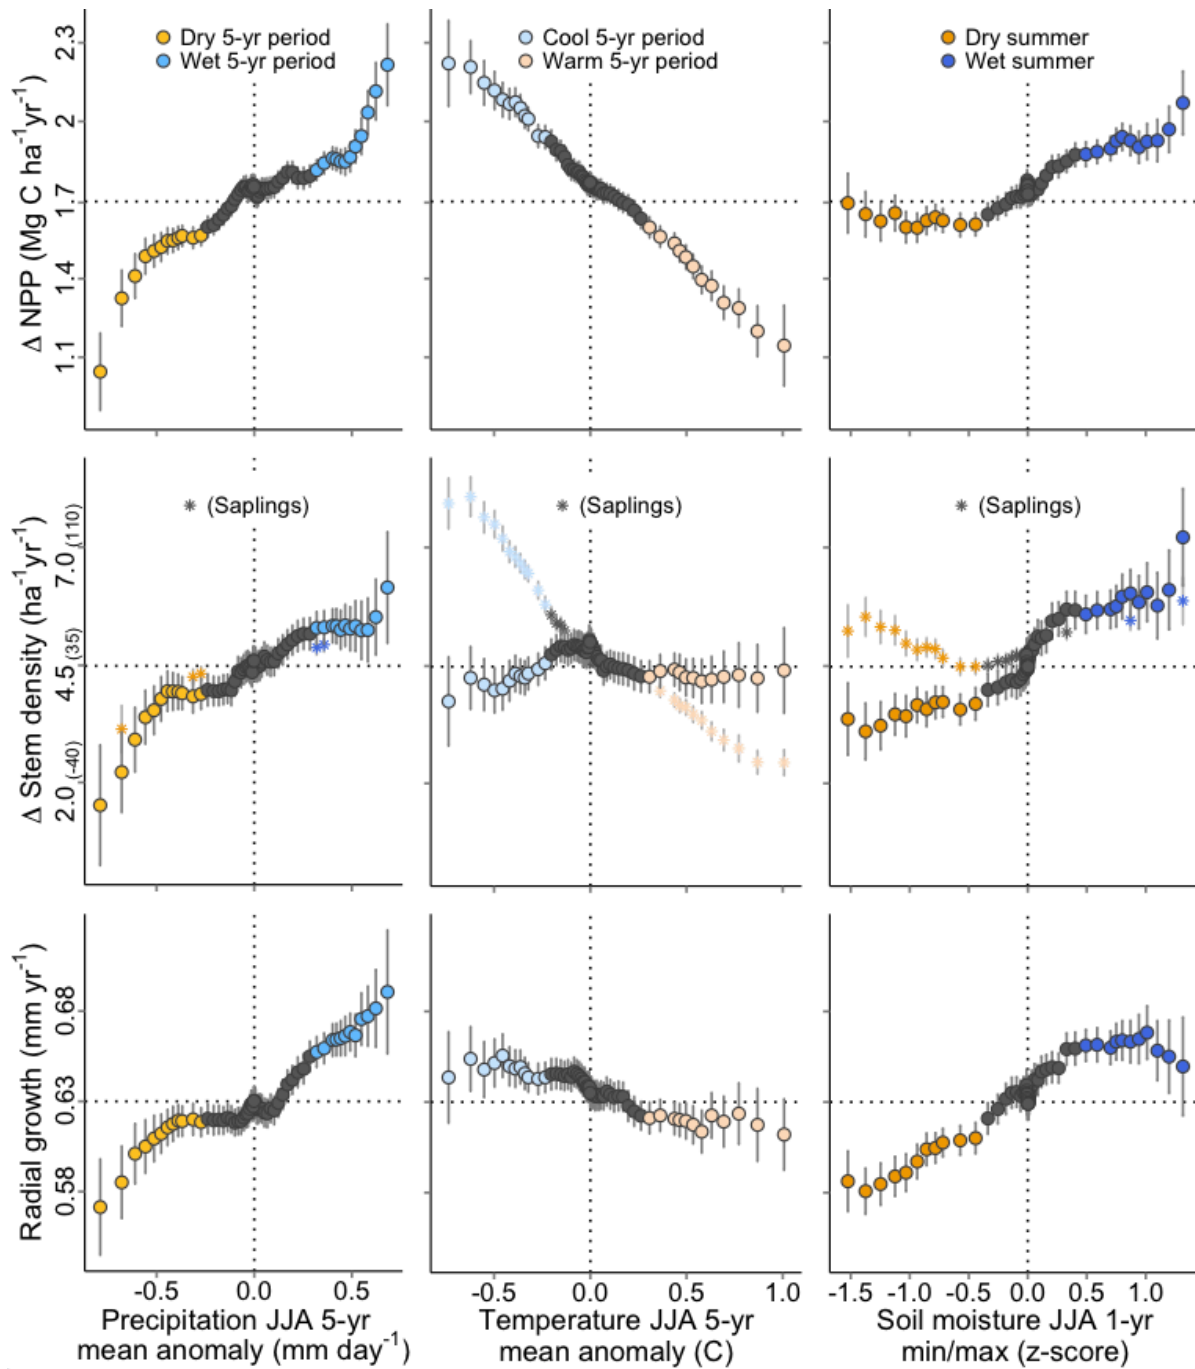 Dry 5-yr period
Wet 5-yr period
Cool 5-yr period
Warm 5-yr period
Dry summer
Wet summer
Δ NPP (Mg C ha⁻¹yr⁻¹)
2.3
2
1.7
1.4
1.1
(Saplings)
(Saplings)
(Saplings)
Δ Stem density (ha⁻¹yr⁻¹)
7.0 (110)
4.5 (35)
2.0 (-40)
Radial growth (mm yr⁻¹)
0.68
0.63
0.58
-0.5 0.0 0.5
-0.5 0.0 0.5 1.0
-1.5 -1.0 -0.5 0.0 0.5 1.0
Precipitation JJA 5-yr
mean anomaly (mm day⁻¹)
Temperature JJA 5-yr
mean anomaly (C)
Soil moisture JJA 1-yr
min/max (z-score)